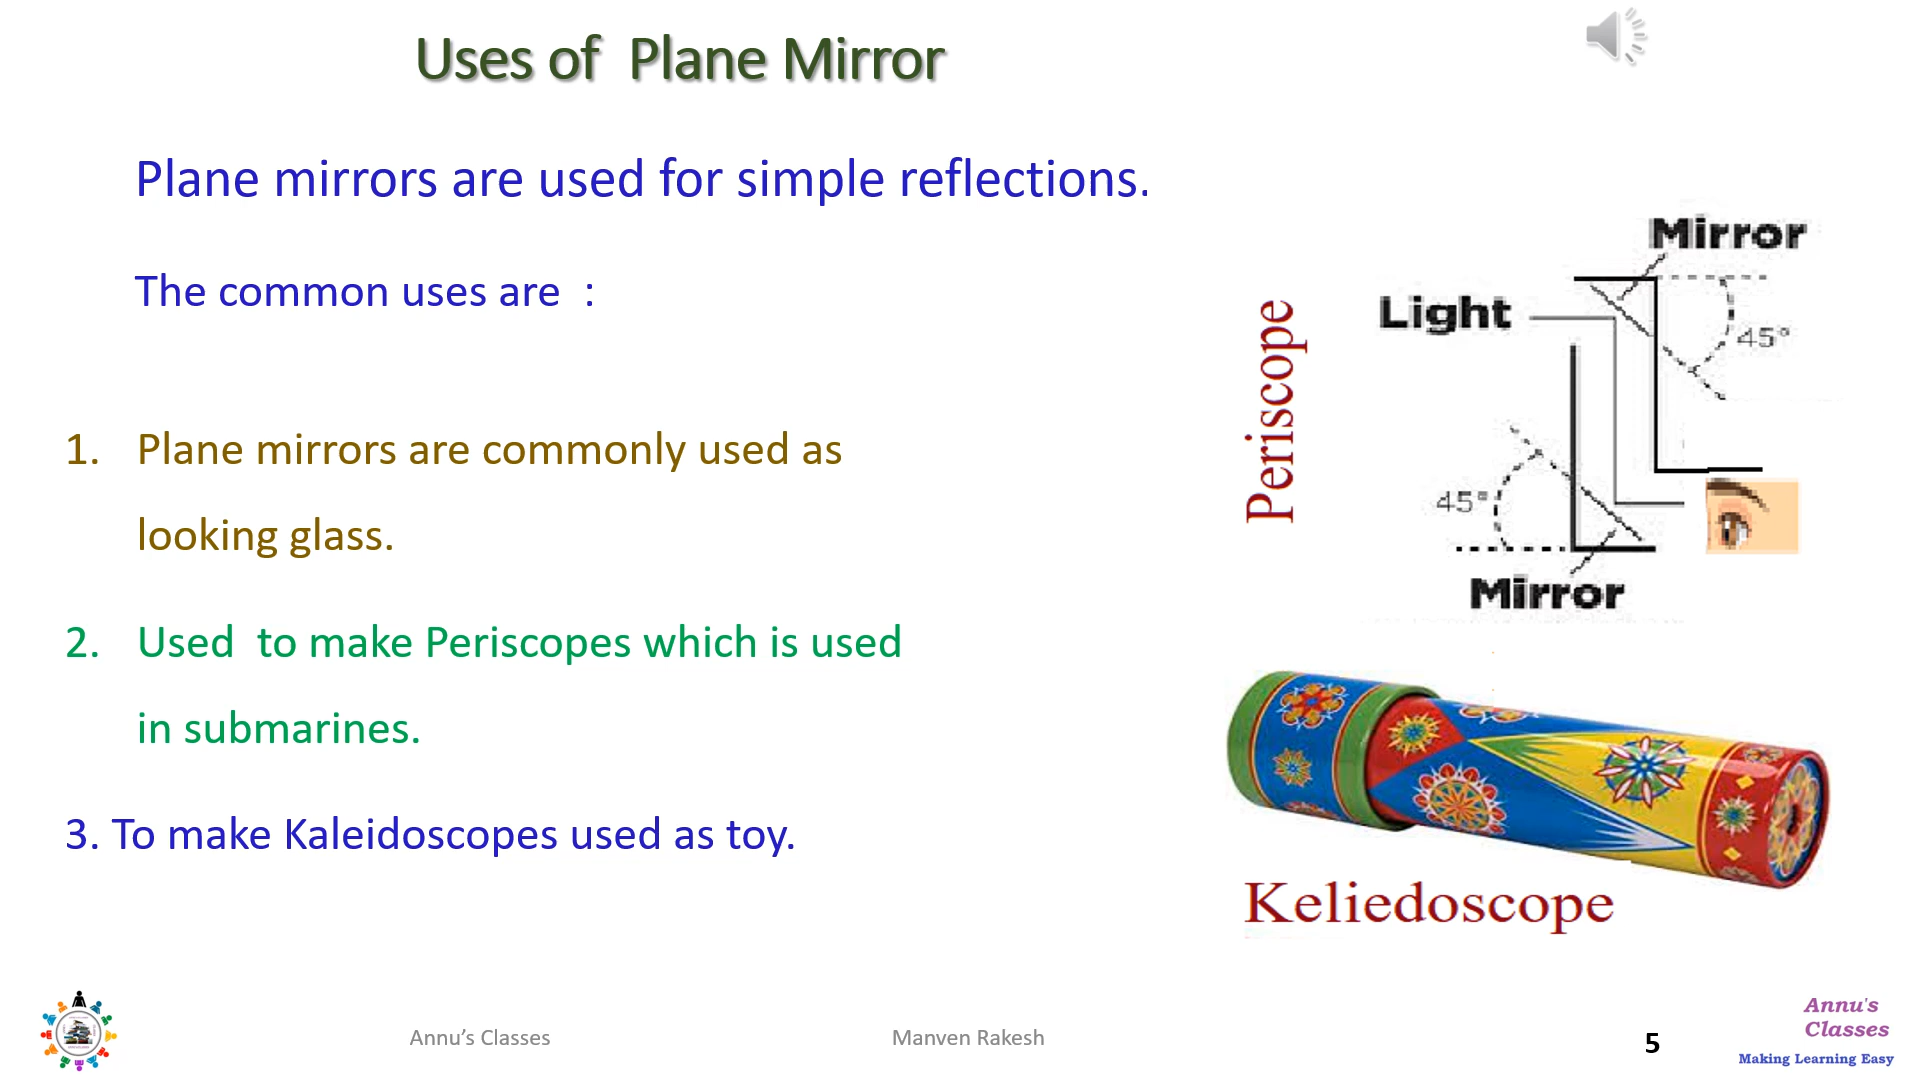 Uses of  Plane Mirror
Plane mirrors are used for simple reflections.
The common uses are  :
1. Plane mirrors are commonly used as
looking glass.
2. Used  to make Periscopes which is used
in submarines.
3. To make Kaleidoscopes used as toy.
Periscope
Mirror
Light
45°
45°
Mirror
Keliedoscope
Annu’s Classes
Manven Rakesh
5
Annu's
Classes
Making Learning Easy